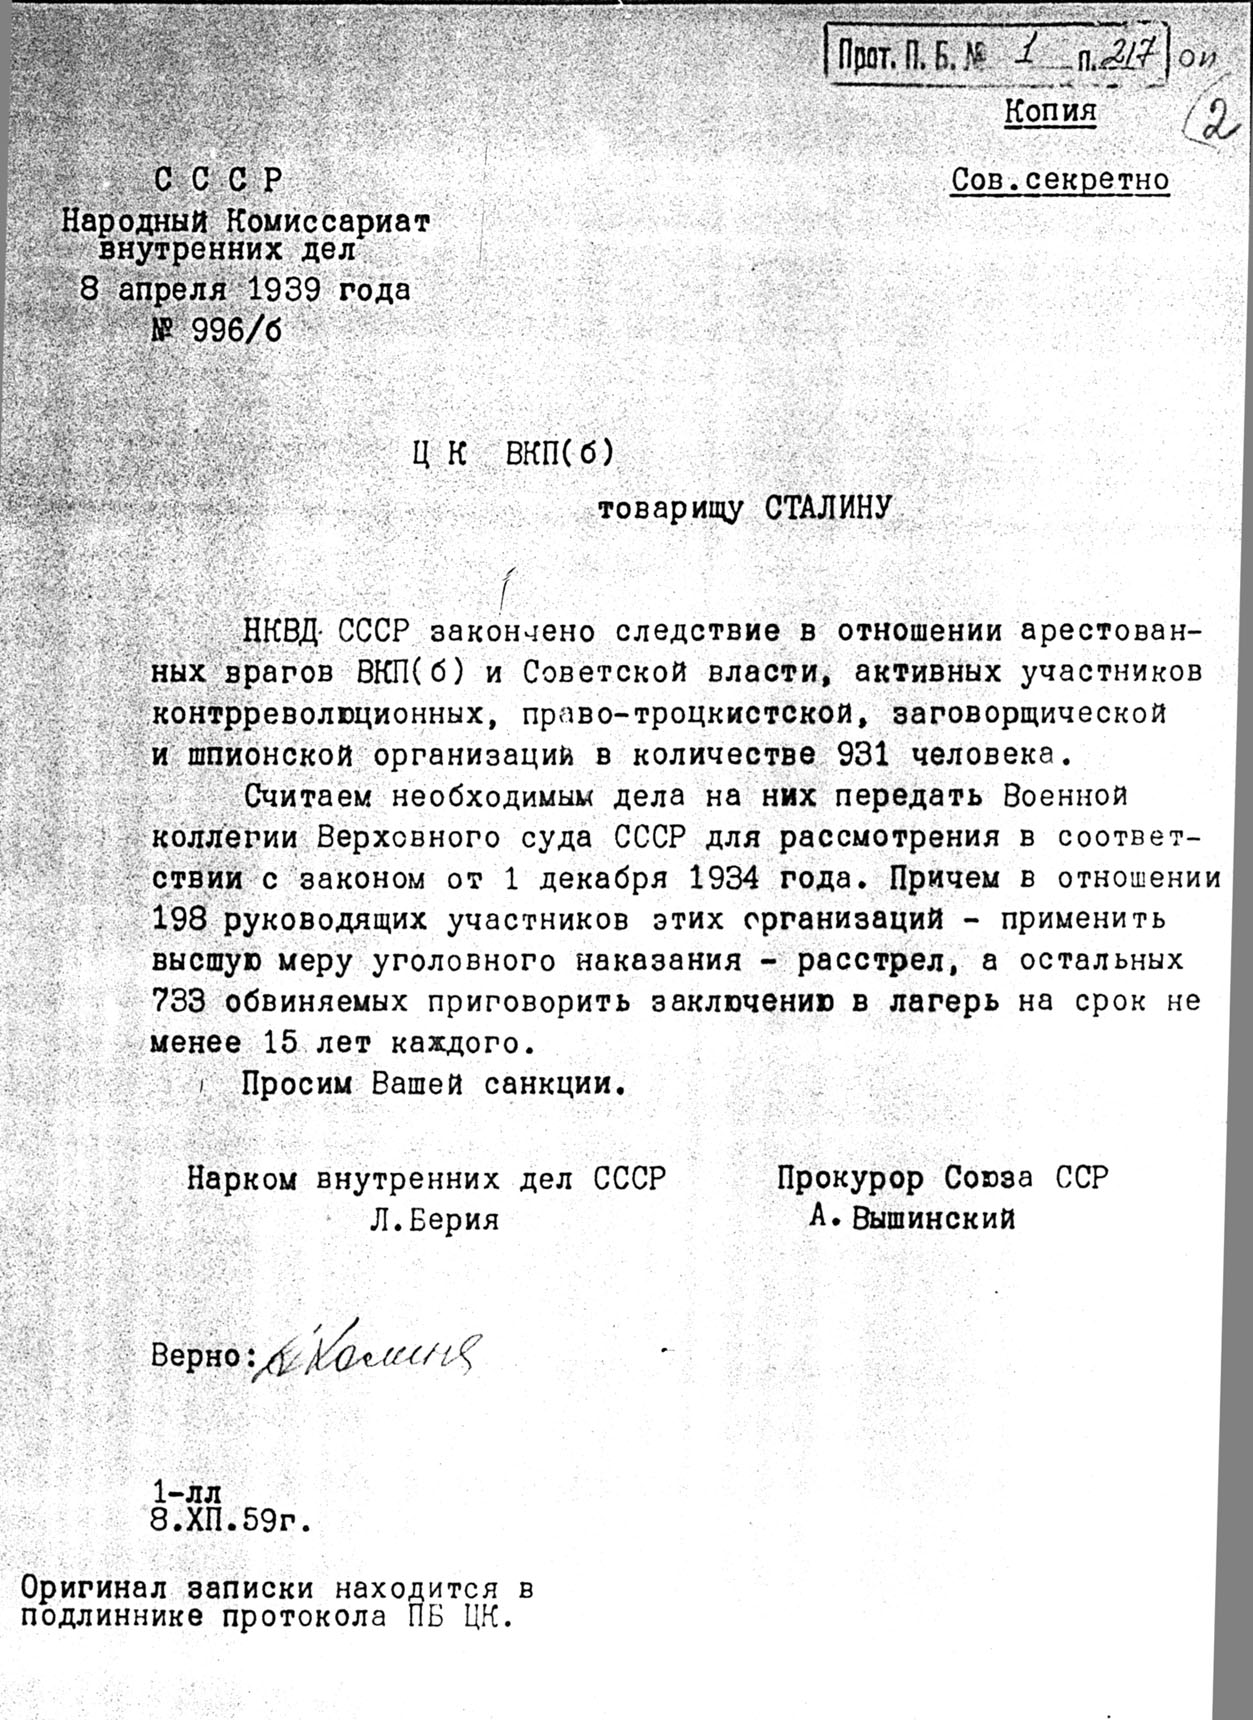 Прот. П. Б. № 1 п. 217
Копия
2
Сов.секретно
С С С Р
Народный Комиссариат
внутренних дел
8 апреля 1939 года
№ 996/б
Ц К ВКП(б)
товарищу СТАЛИНУ
НКВД СССР закончено следствие в отношении арестован-
ных врагов ВКП(б) и Советской власти, активных участников
контрреволюционных, право-троцкистской, заговорщической
и шпионской организаций в количестве 931 человека.
Считаем необходимым дела на них передать Военной
коллегии Верховного суда СССР для рассмотрения в соответ-
ствии с законом от 1 декабря 1934 года. Причем в отношении
198 руководящих участников этих организаций - применить
высшую меру уголовного наказания - расстрел, а остальных
733 обвиняемых приговорить заключению в лагерь на срок не
менее 15 лет каждого.
Просим Вашей санкции.
Нарком внутренних дел СССР Прокурор Союза ССР
Л.Берия А. Вышинский
Верно:
1-лл
8.ХП.59г.
Оригинал записки находится в
подлиннике протокола ПБ ЦК.